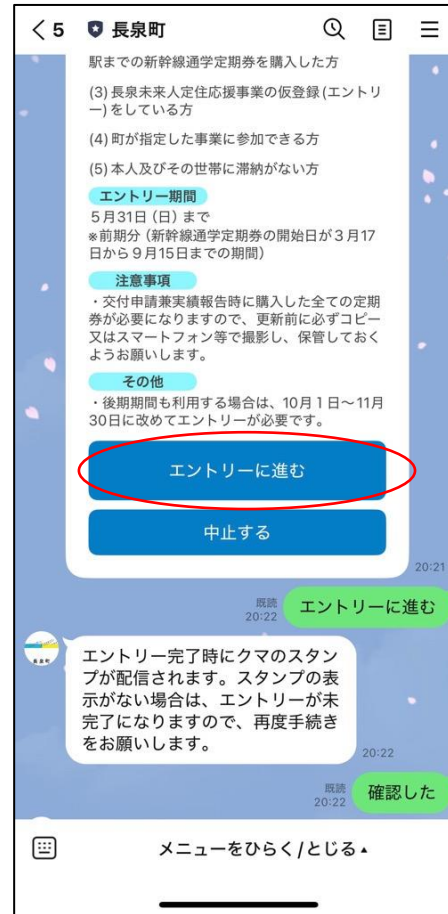 5 長泉町
駅までの新幹線通学定期券を購入した方
(3)長泉未来人定住応援事業の仮登録(エントリ
ー)をしている方
(4)町が指定した事業に参加できる方
(5)本人及びその世帯に滞納がない方
エントリー期間
5月31日(日)まで
※前期分(新幹線通学定期券の開始日が3月17
日から9月15日までの期間)
注意事項
・交付申請兼実績報告時に購入した全ての定期
券が必要になりますので、更新前に必ずコピー
又はスマートフォン等で撮影し、保管しておく
ようお願いします。
その他
・後期期間も利用する場合は、10月1日〜11月
30日に改めてエントリーが必要です。
エントリーに進む
中止する
20:21
既読
20:22
エントリーに進む
長泉町
エントリー完了時にクマのスタン
プが配信されます。スタンプの表
示がない場合は、エントリーが未
完了になりますので、再度手続き
をお願いします。
20:22
既読
20:22
確認した
メニューをひらく/とじる▲